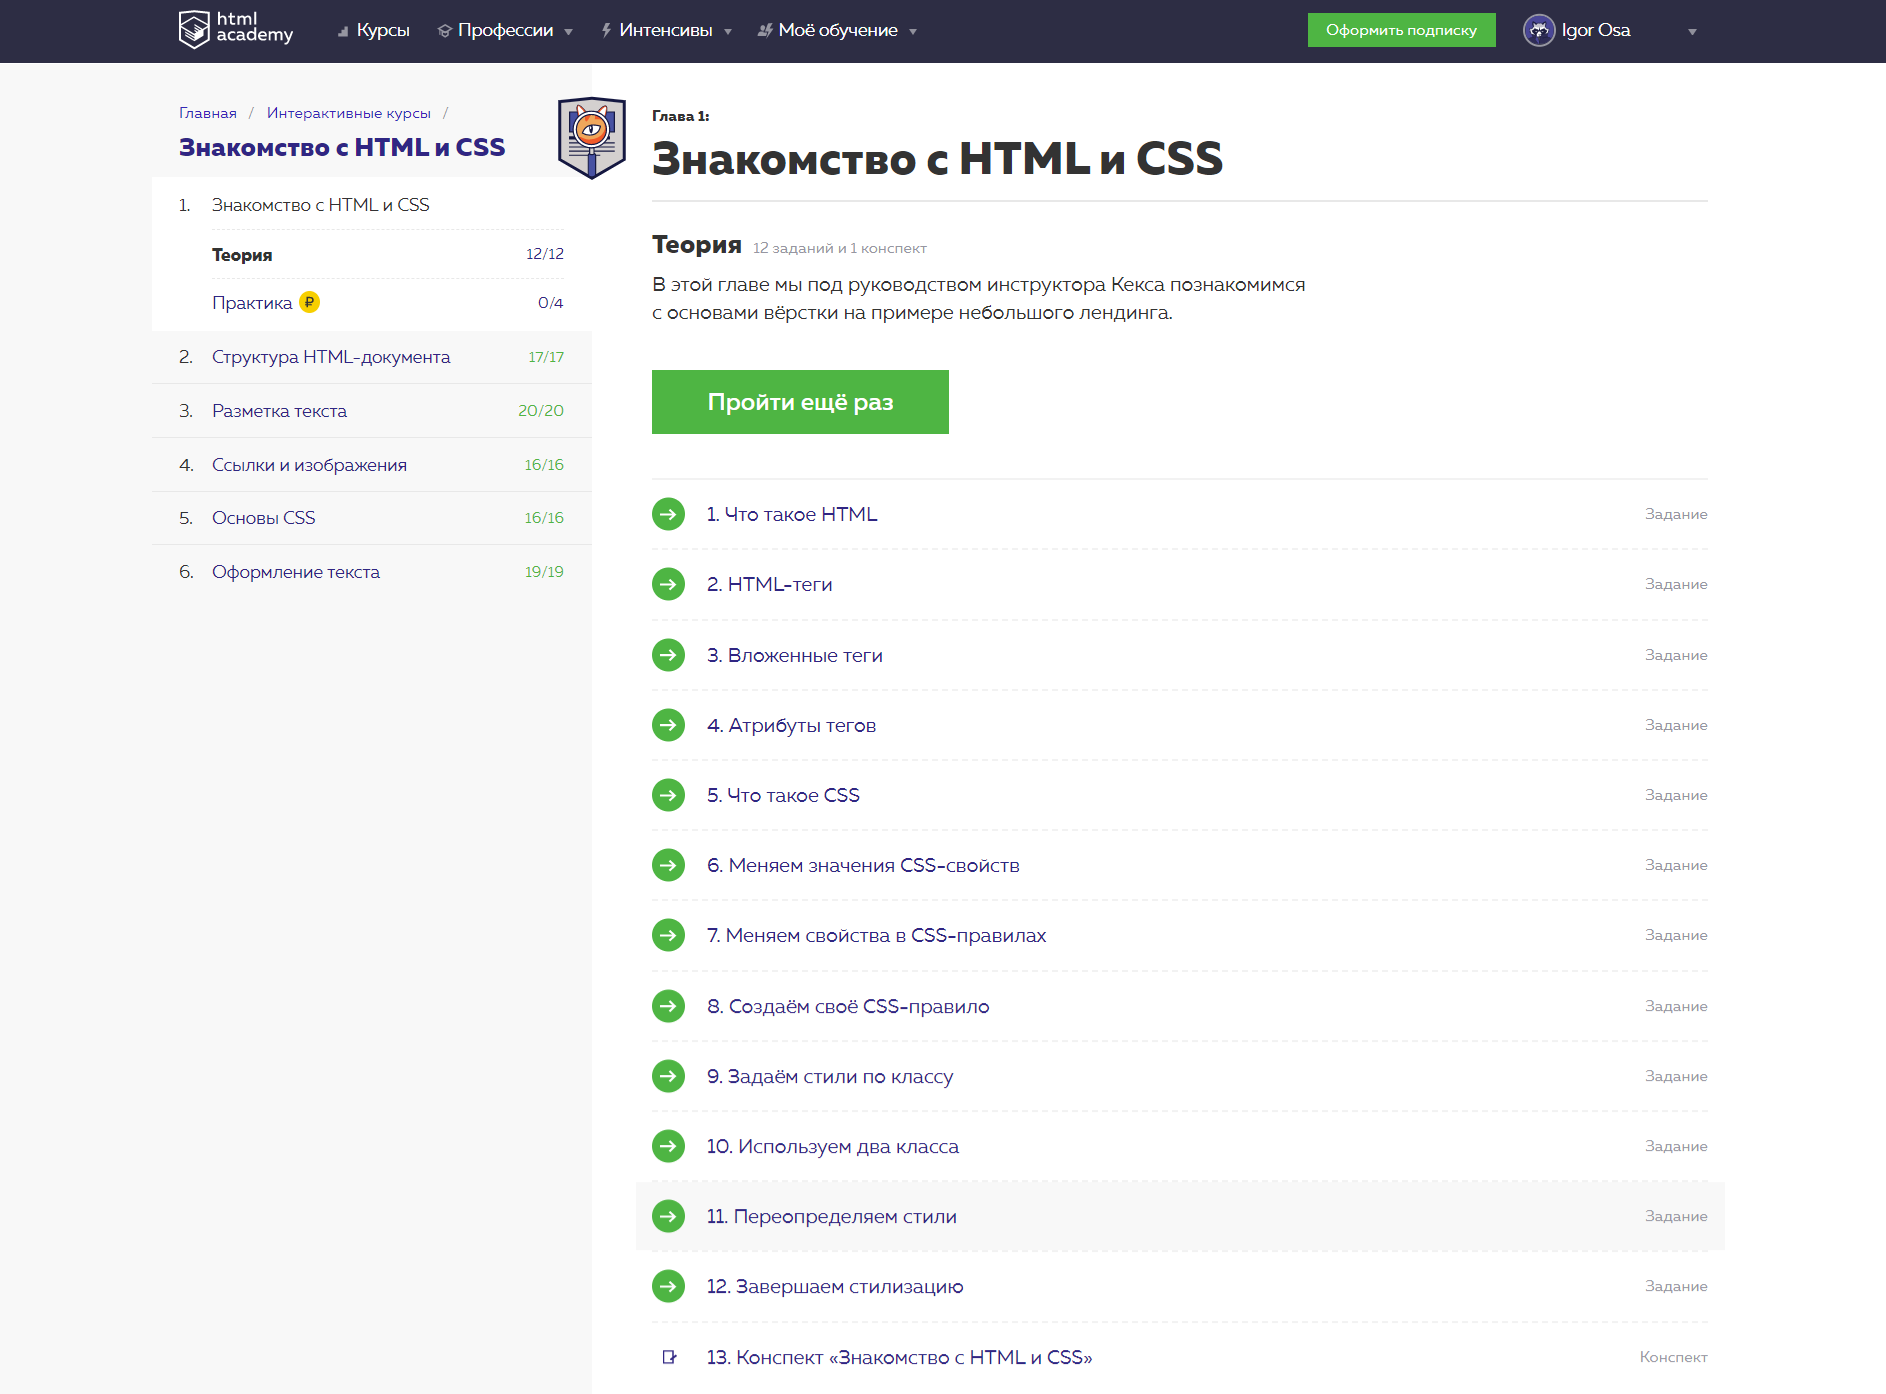 html
academy
Курсы
Профессии
Интенсивы
Моё обучение
Оформить подписку
Igor Osa
Главная / Интерактивные курсы /
Знакомство с HTML и CSS
1. Знакомство с HTML и CSS
Теория 12/12
Практика ₽ 0/4
2. Структура HTML-документа 17/17
3. Разметка текста 20/20
4. Ссылки и изображения 16/16
5. Основы CSS 16/16
6. Оформление текста 19/19
Глава 1:
Знакомство с HTML и CSS
Теория 12 заданий и 1 конспект
В этой главе мы под руководством инструктора Кекса познакомимся
с основами вёрстки на примере небольшого лендинга.
Пройти ещё раз
1. Что такое HTML Задание
2. HTML-теги Задание
3. Вложенные теги Задание
4. Атрибуты тегов Задание
5. Что такое CSS Задание
6. Меняем значения CSS-свойств Задание
7. Меняем свойства в CSS-правилах Задание
8. Создаём своё CSS-правило Задание
9. Задаём стили по классу Задание
10. Используем два класса Задание
11. Переопределяем стили Задание
12. Завершаем стилизацию Задание
13. Конспект «Знакомство с HTML и CSS» Конспект